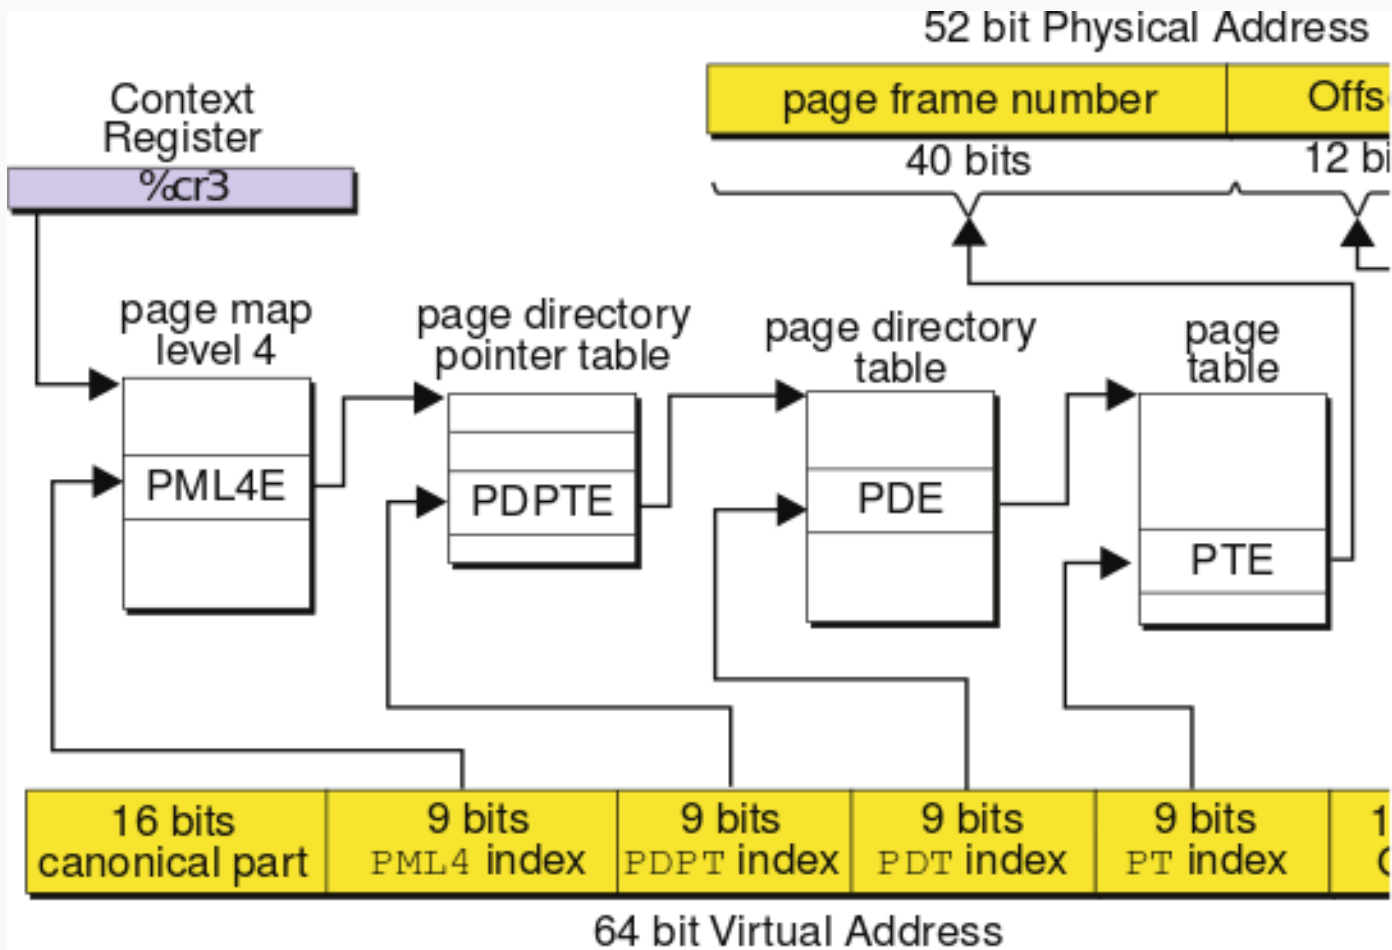 52 bit Physical Address
page frame number
40 bits
Context
Register
%cr3
page map
level 4
page directory
pointer table
page directory
table
page
table
PML4E
PDPTE
PDE
PTE
16 bits
canonical part
9 bits
PML4 index
9 bits
PDPT index
9 bits
PDT index
9 bits
PT index
64 bit Virtual Address
12